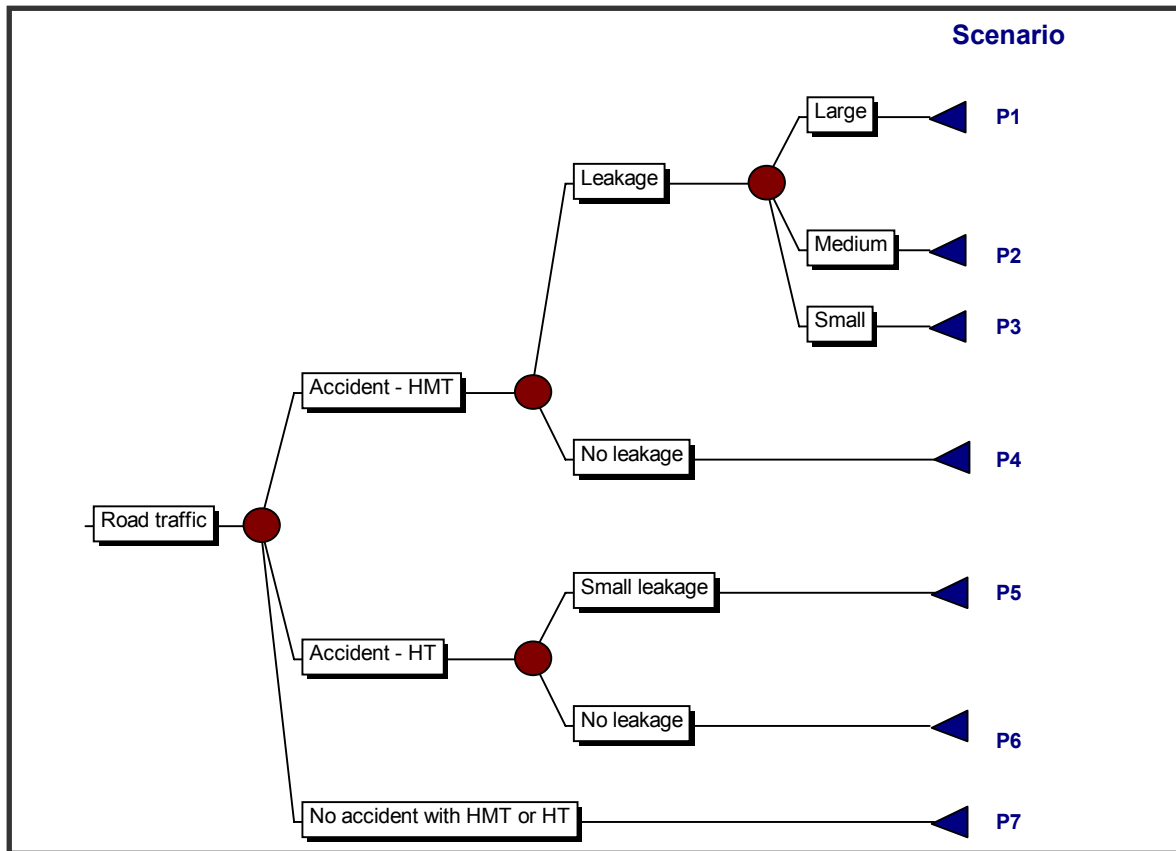 Scenario
Large
P1
Leakage
Medium
P2
Small
P3
Accident - HMT
No leakage
P4
Road traffic
Small leakage
P5
Accident - HT
No leakage
P6
No accident with HMT or HT
P7